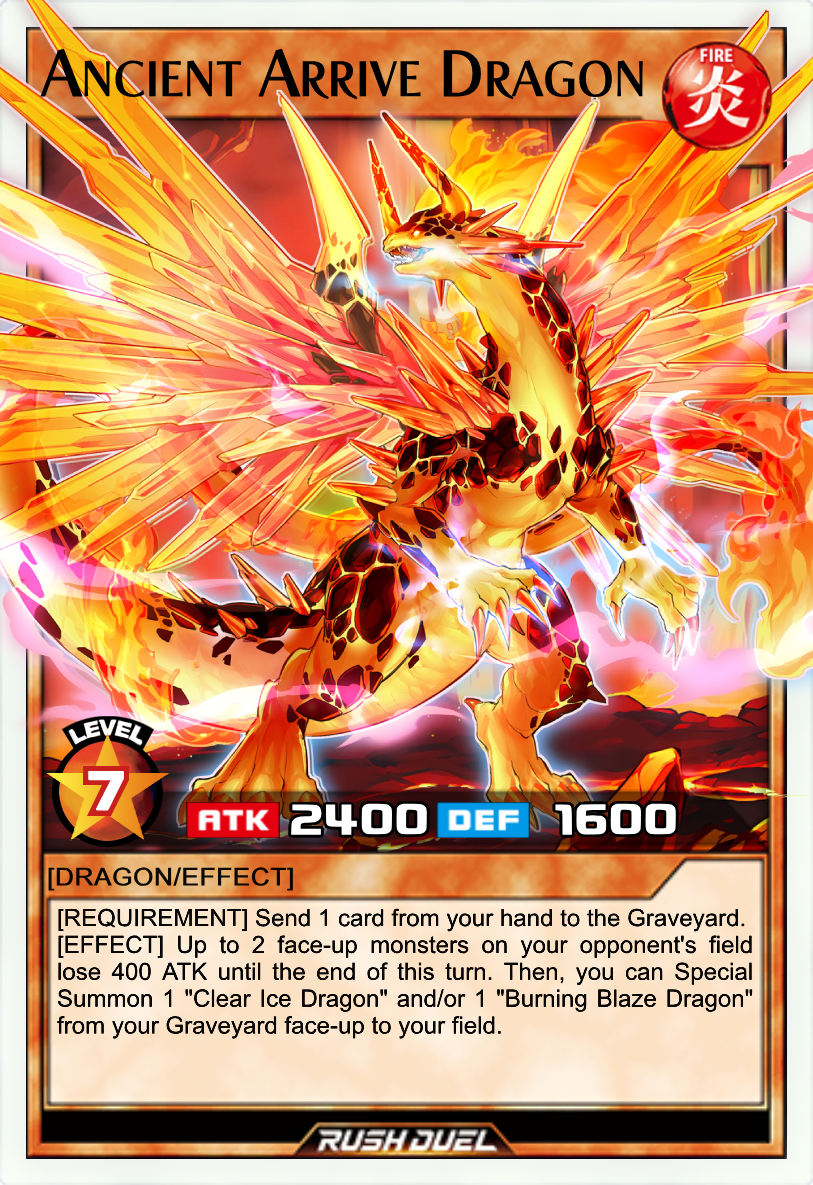 Ancient Arrive Dragon
FIRE
炎
LEVEL
7
ATK 2400 DEF 1600
[DRAGON/EFFECT]
[REQUIREMENT] Send 1 card from your hand to the Graveyard.
[EFFECT] Up to 2 face-up monsters on your opponent's field
lose 400 ATK until the end of this turn. Then, you can Special
Summon 1 "Clear Ice Dragon" and/or 1 "Burning Blaze Dragon"
from your Graveyard face-up to your field.
RUSH DUEL